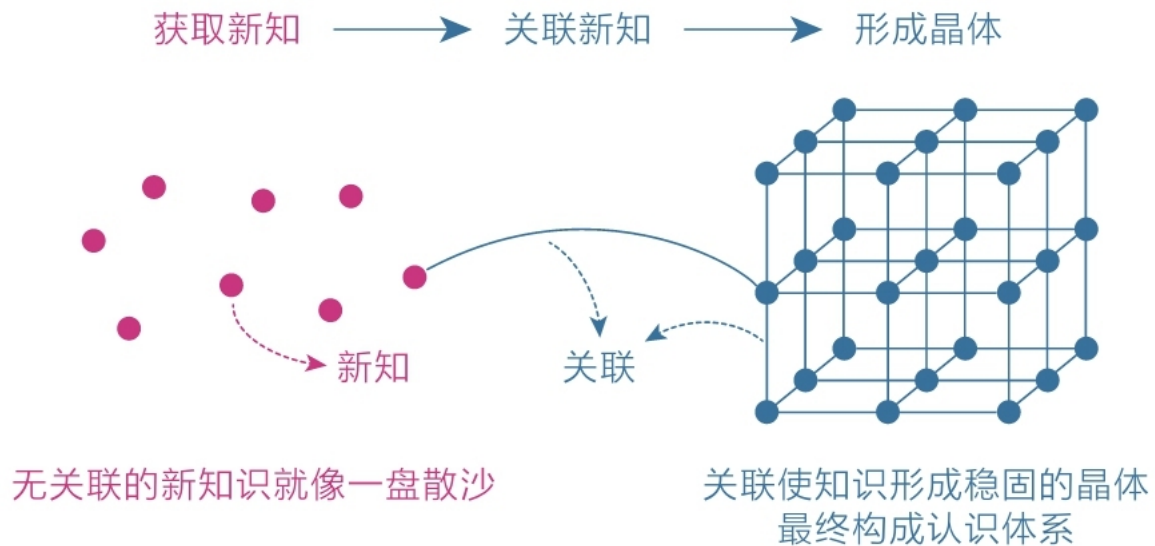 获取新知 关联新知 形成晶体
新知
关联
无关联的新知识就像一盘散沙
关联使知识形成稳固的晶体
最终构成认识体系